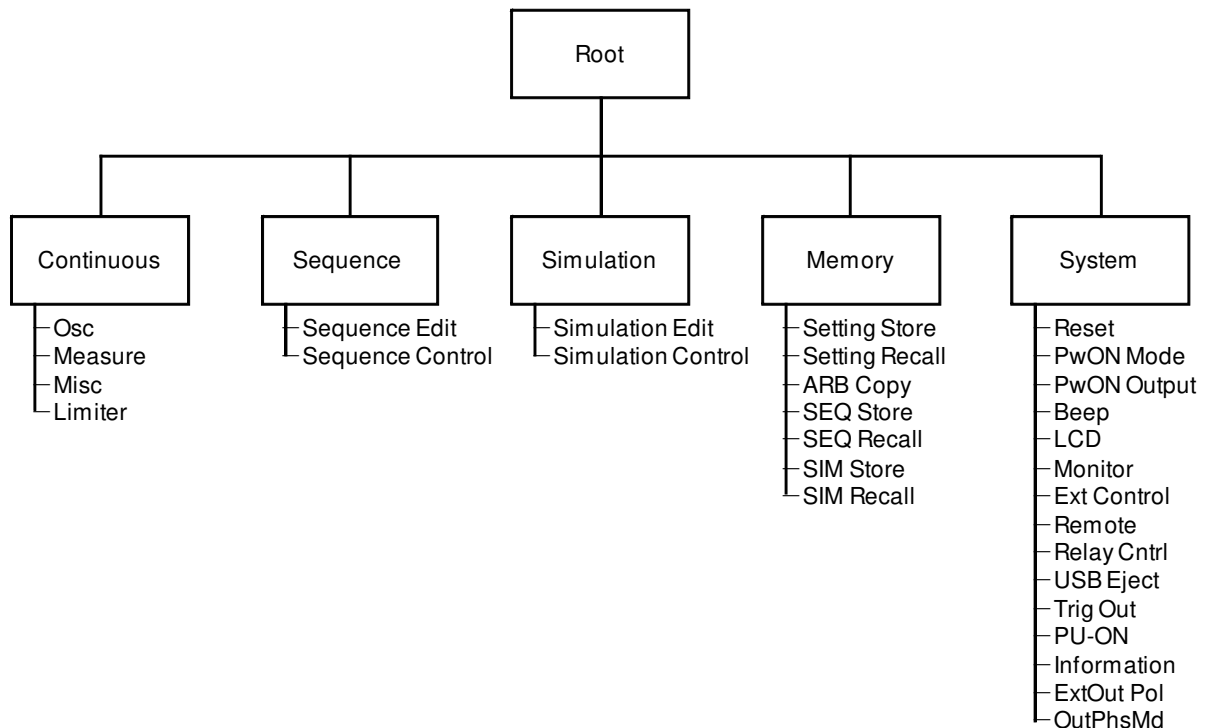 Root
Continuous
Osc
Measure
Misc
Limiter
Sequence
Sequence Edit
Sequence Control
Simulation
Simulation Edit
Simulation Control
Memory
Setting Store
Setting Recall
ARB Copy
SEQ Store
SEQ Recall
SIM Store
SIM Recall
System
Reset
PwON Mode
PwON Output
Beep
LCD
Monitor
Ext Control
Remote
Relay Cntrl
USB Eject
Trig Out
PU-ON
Information
ExtOut Pol
OutPhsMd